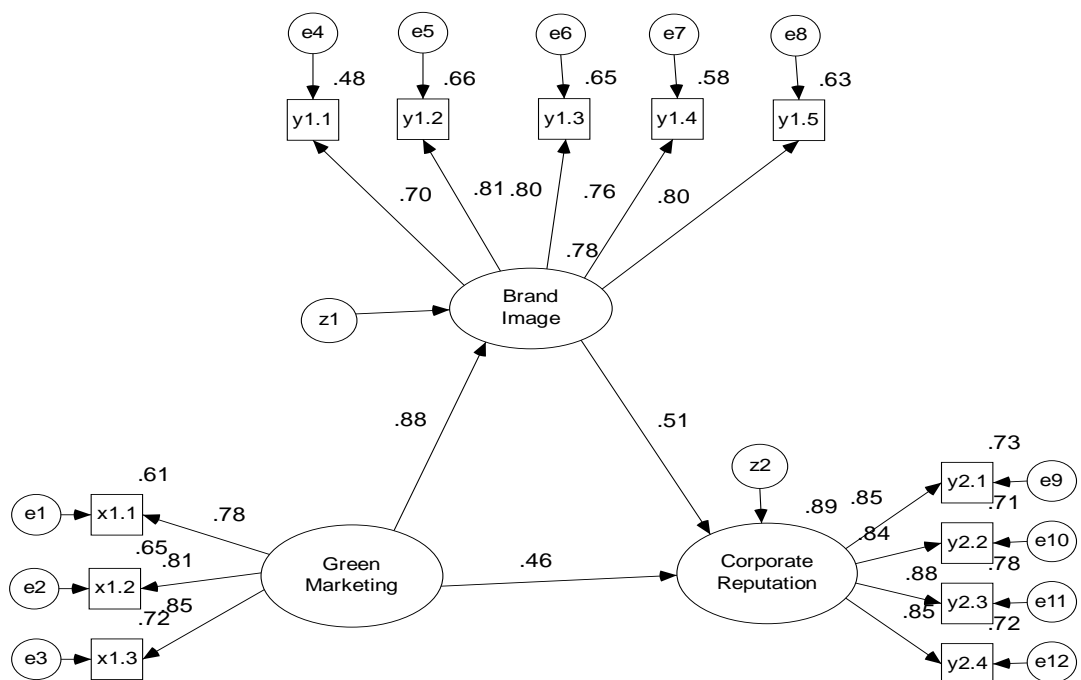 e4
e5
e6
e7
e8
.48
.66
.65
.58
.63
y1.1
y1.2
y1.3
y1.4
y1.5
.70
.81
.80
.76
.80
.78
Brand
Image
z1
.88
.51
z2
.61
e1
x1.1
.78
.65
.81
e2
x1.2
.85
.72
e3
x1.3
Green
Marketing
.46
Corporate
Reputation
.89
.85
.73
y2.1
e9
.84
.71
y2.2
e10
.88
.78
y2.3
e11
.85
.72
y2.4
e12